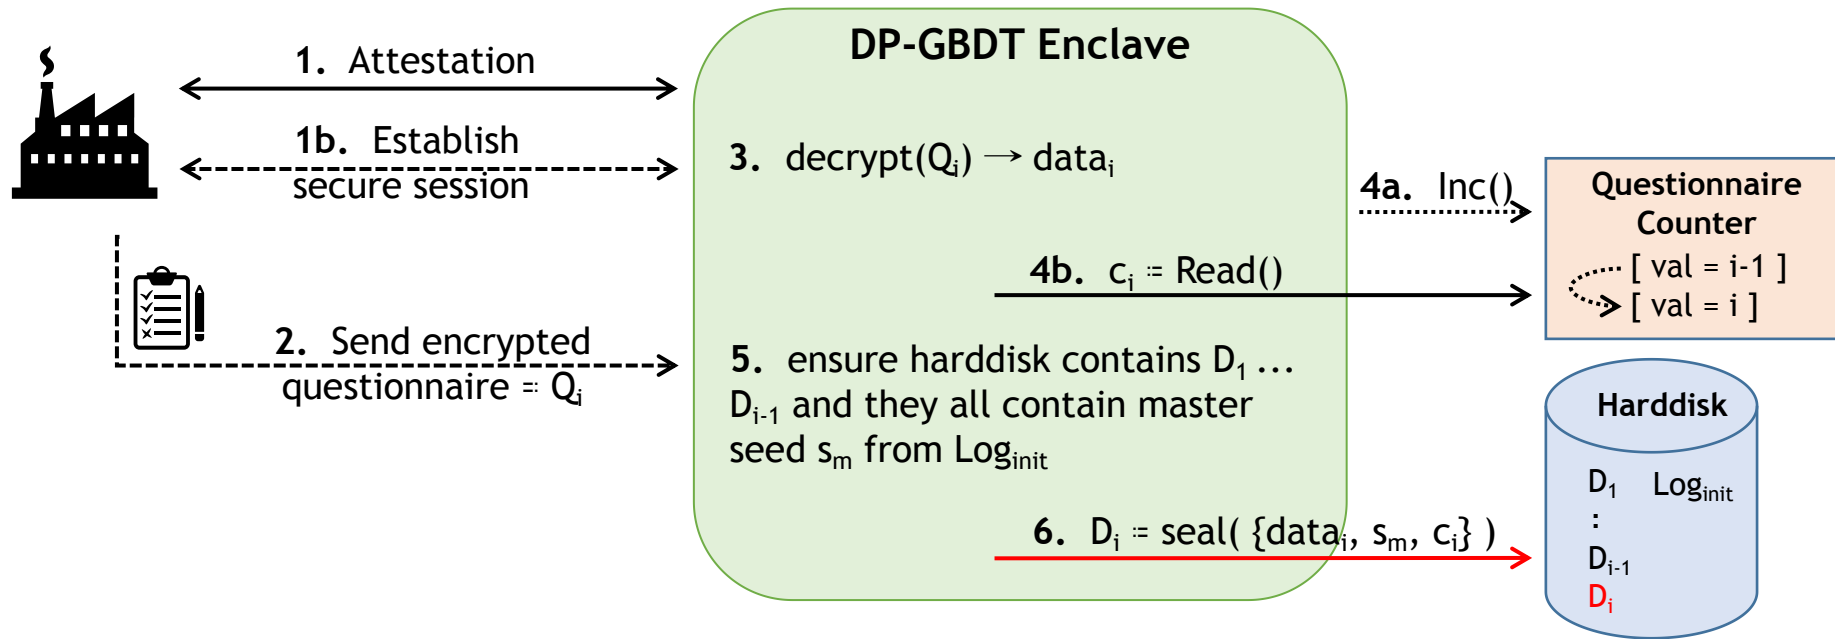 DP-GBDT Enclave
1. Attestation
1b. Establish
secure session
2. Send encrypted
questionnaire = Qᵢ
3. decrypt(Qᵢ) → dataᵢ
4a. Inc()
4b. cᵢ := Read()
Questionnaire
Counter
[ val = i-1 ]
[ val = i ]
5. ensure harddisk contains D₁ ...
Dᵢ₋₁ and they all contain master
seed sₘ from Logᵢₙᵢₜ
6. Dᵢ := seal( {dataᵢ, sₘ, cᵢ} )
Harddisk
D₁ Logᵢₙᵢₜ
:
Dᵢ₋₁
Dᵢ